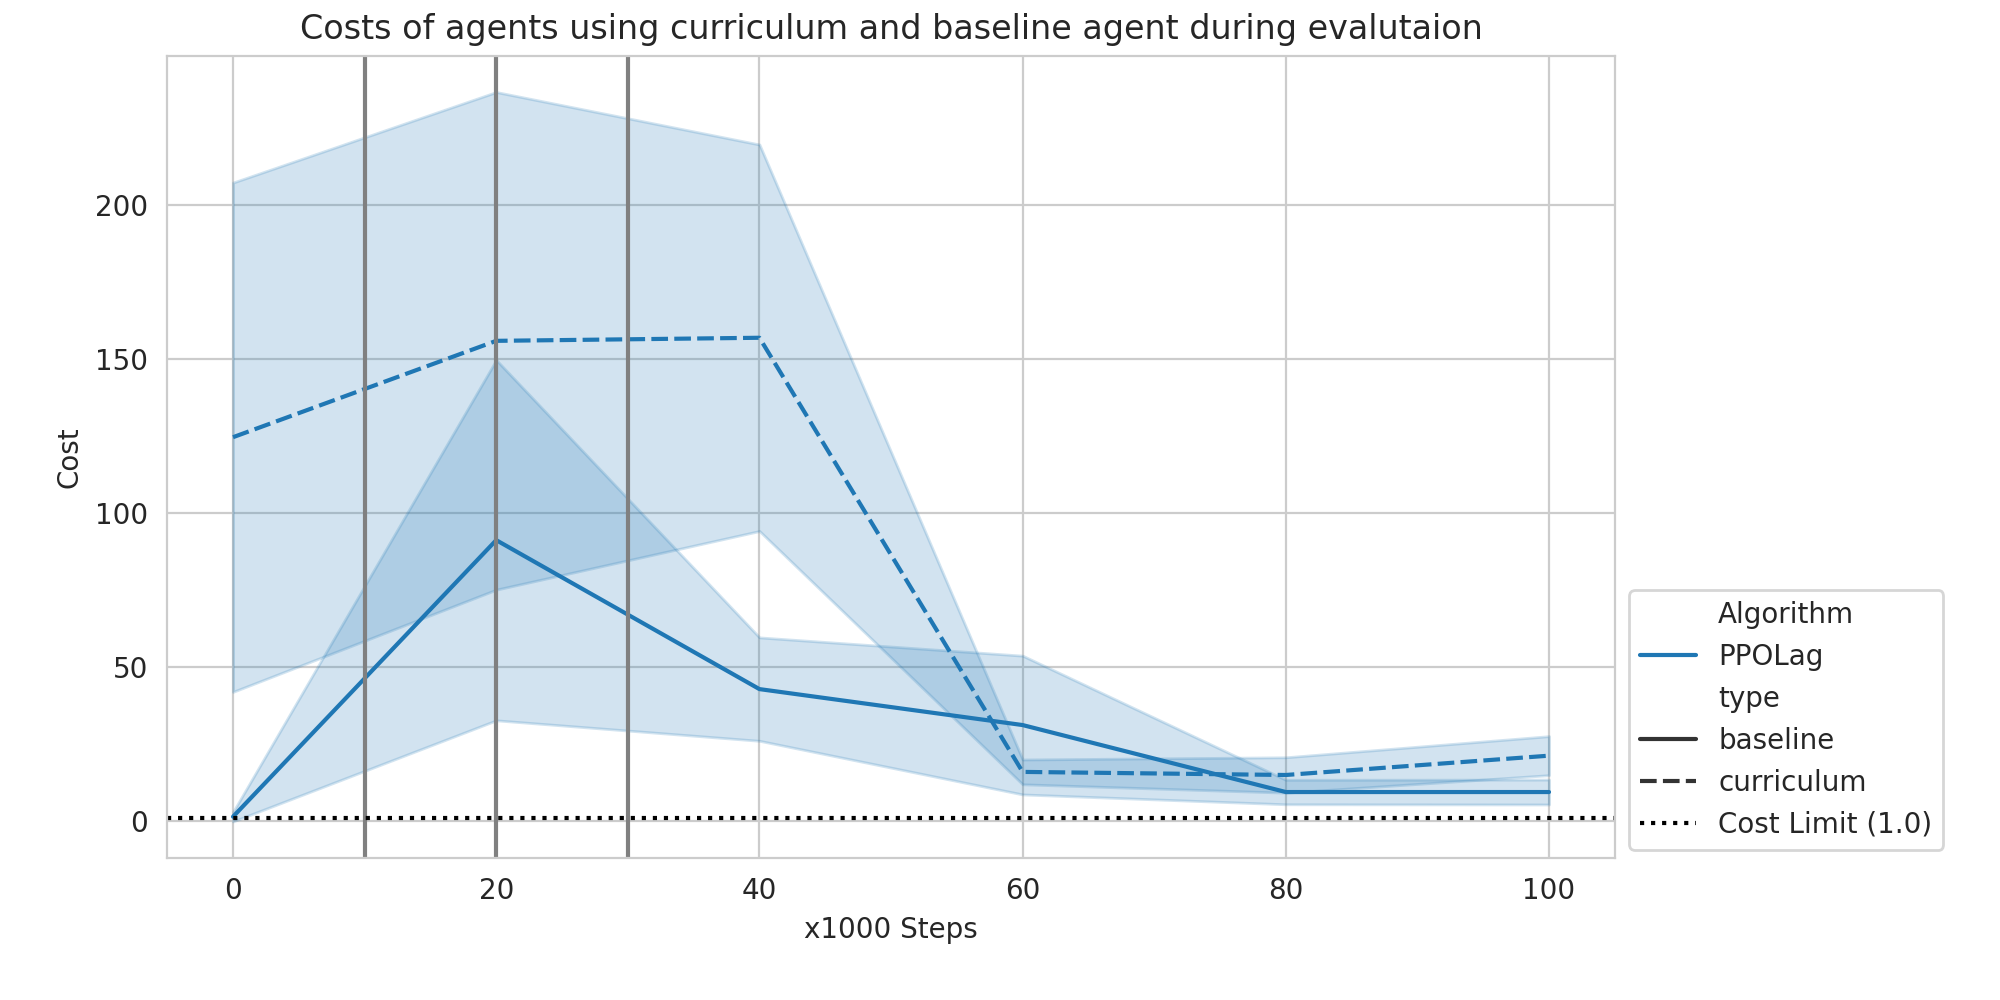 Costs of agents using curriculum and baseline agent during evalutaion
200
150
100
50
0
Cost
0 20 40 60 80 100
x1000 Steps
Algorithm
PPOLag
type
baseline
curriculum
Cost Limit (1.0)